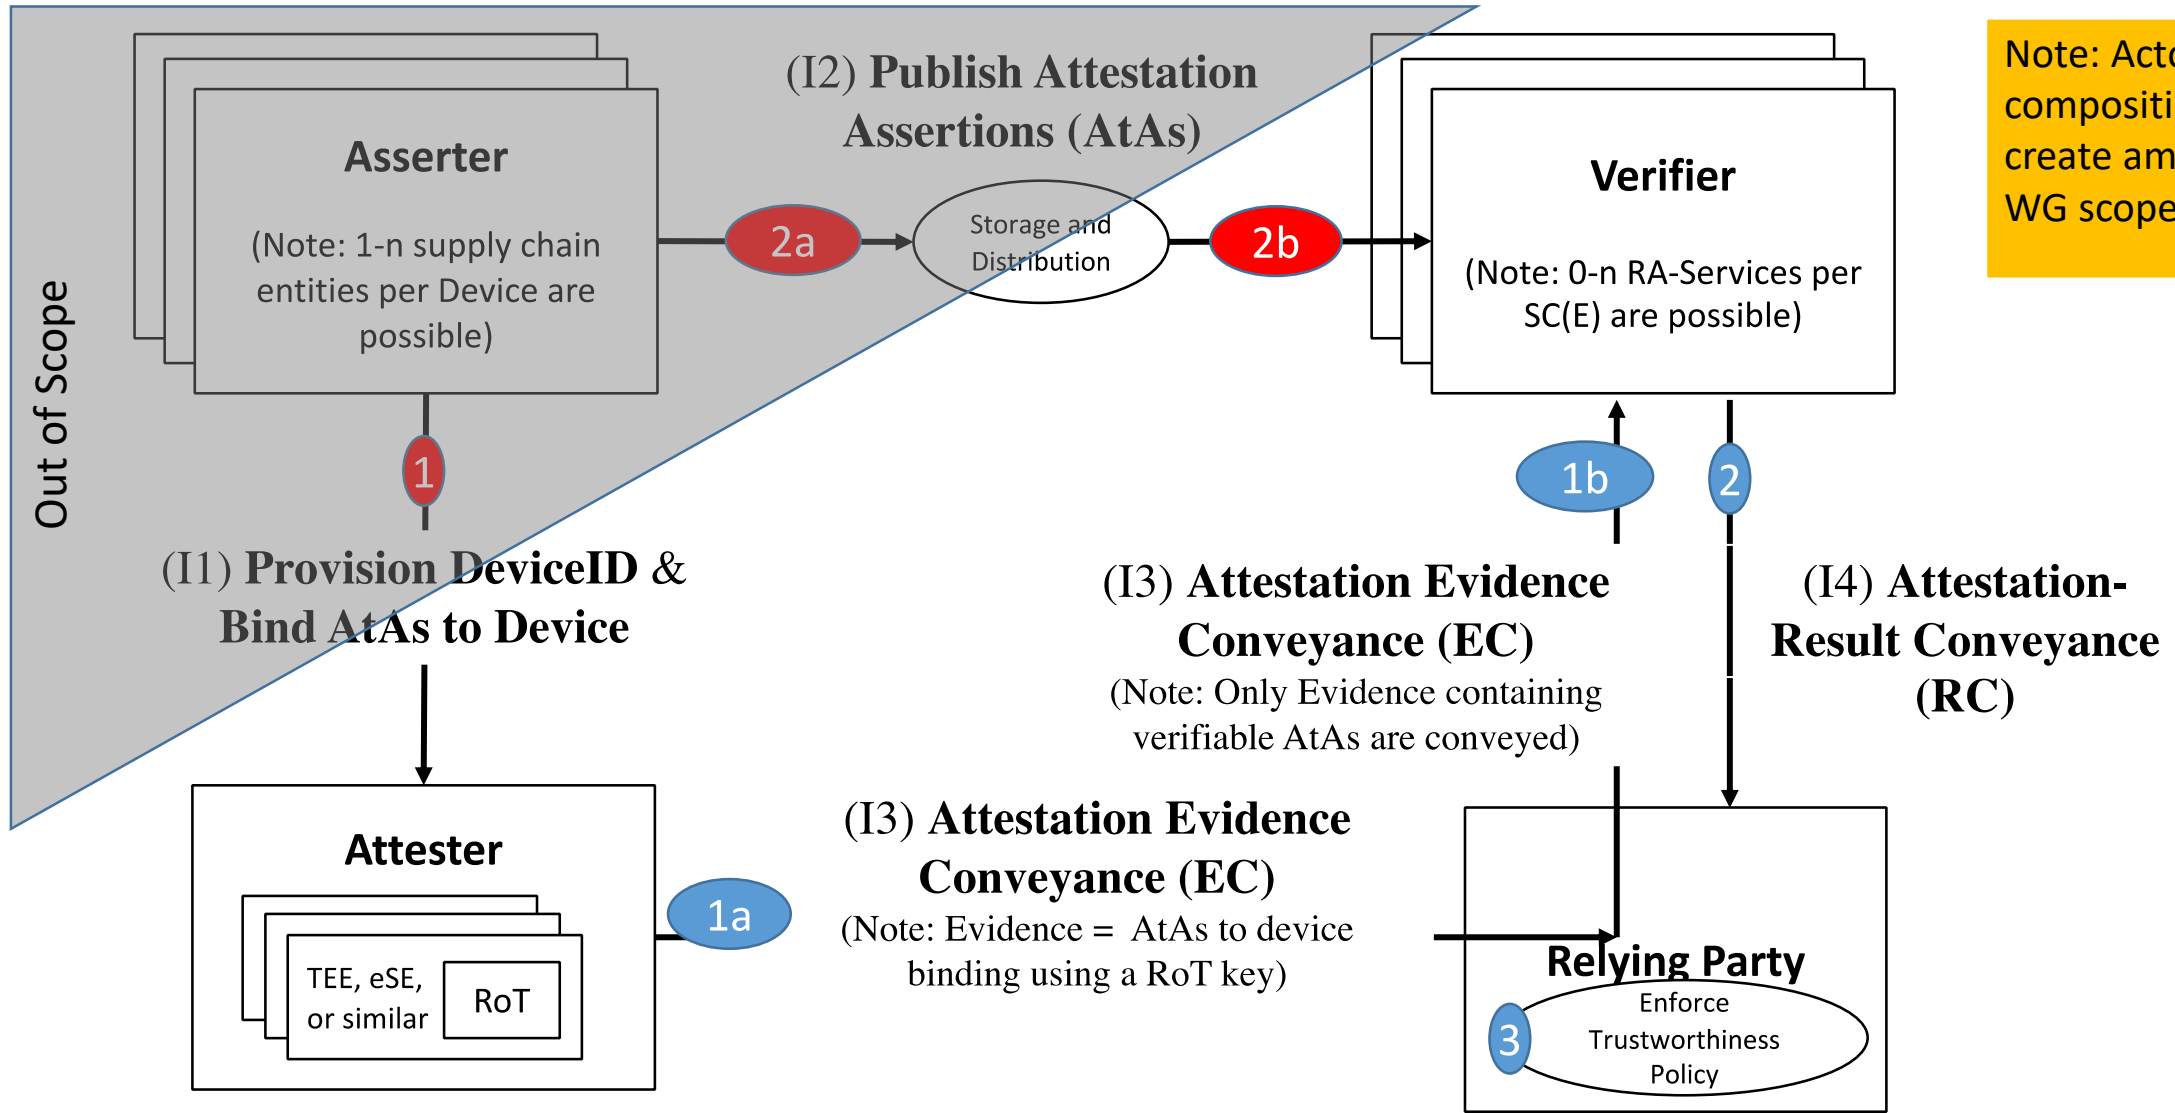 Out of Scope
Asserter
(Note: 1-n supply chain
entities per Device are
possible)
(I2) Publish Attestation
Assertions (AtAs)
2a
Storage and
Distribution
2b
Verifier
(Note: 0-n RA-Services per
SC(E) are possible)
Note:
create
WG
1
(I1) Provision DeviceID &
Bind AtAs to Device
1b
2
(I3) Attestation Evidence
Conveyance (EC)
(Note: Only Evidence containing
verifiable AtAs are conveyed)
(I4) Attestation-
Result Conveyance
(RC)
Attester
TEE, eSE,
or similar
RoT
1a
(I3) Attestation Evidence
Conveyance (EC)
(Note: Evidence = AtAs to device
binding using a RoT key)
Relying Party
3
Enforce
Trustworthiness
Policy